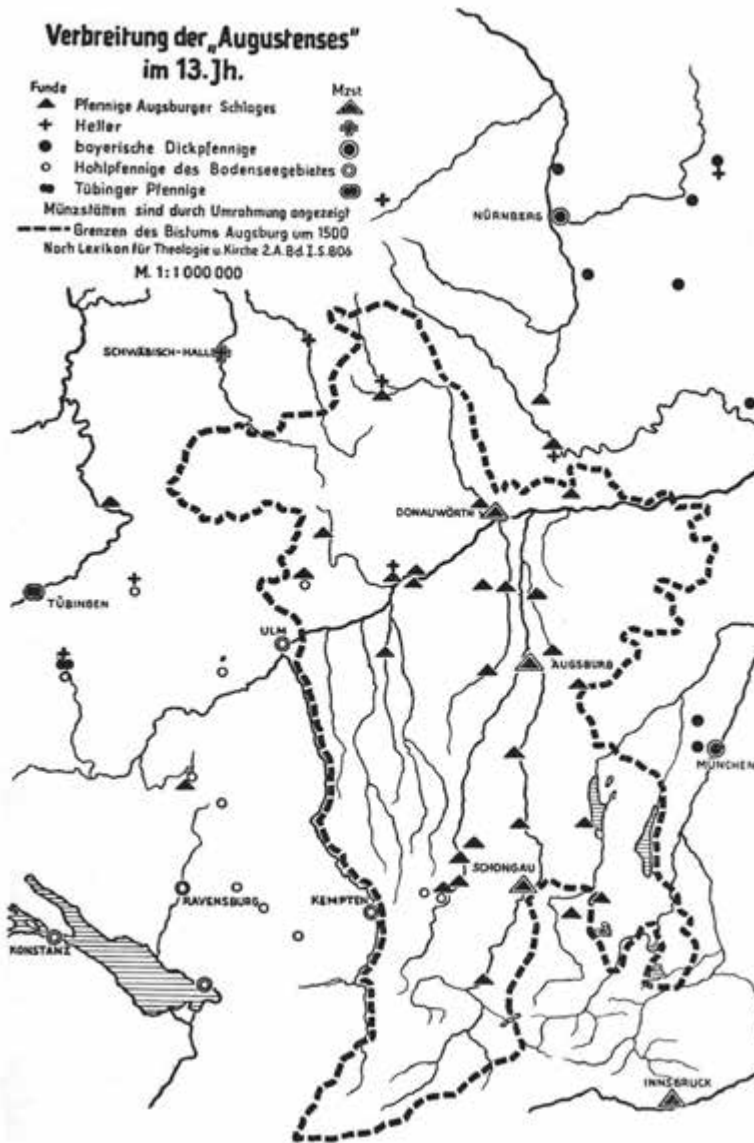 Verbreitung der „Augustenses"
im 13. Jh.
Funde Mzst
Pfennige Augsburger Schlages
Heller
bayerische Dickpfennige
Hohlpfennige des Bodenseegebietes
Tübinger Pfennige
Münzstätten sind durch Umrahmung angezeigt
Grenzen des Bistums Augsburg um 1500
Nach Lexikon für Theologie u. Kirche 2.A.Bd.I.S.806
M. 1:1 000 000
NÜRNBERG
SCHWÄBISCH-HALL
DONAUWÖRTH
TÜBINGEN
ULM
AUGSBURG
MÜNCHEN
SCHONGAU
RAVENSBURG
KEMPTEN
KONSTANZ
INNSBRUCK